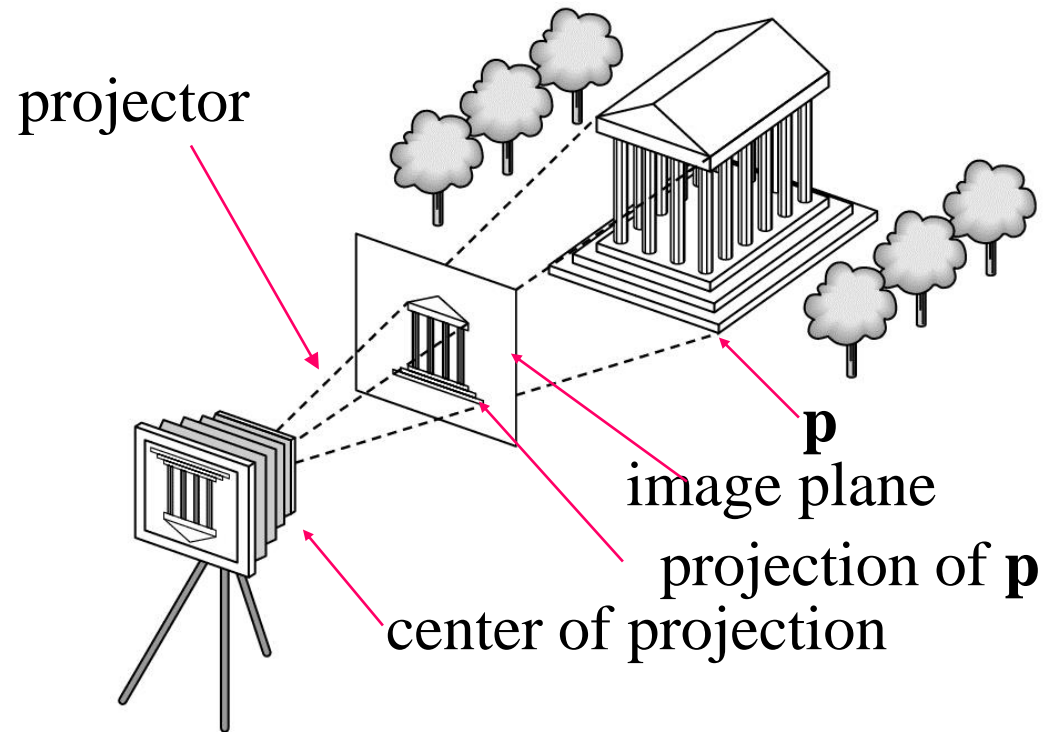 projector
p
image plane
projection of p
center of projection